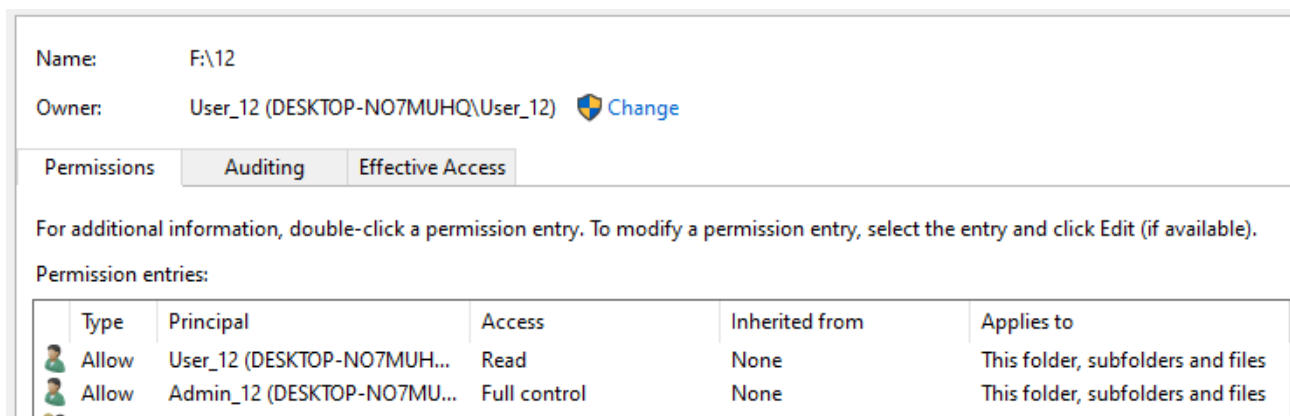 Name: F:\12
Owner: User_12 (DESKTOP-NO7MUHQ\User_12) Change
Permissions Auditing Effective Access
For additional information, double-click a permission entry. To modify a permission entry, select the entry and click Edit (if available).
Permission entries:
Type Principal Access Inherited from Applies to
Allow User_12 (DESKTOP-NO7MUH... Read None This folder, subfolders and files
Allow Admin_12 (DESKTOP-NO7MU... Full control None This folder, subfolders and files